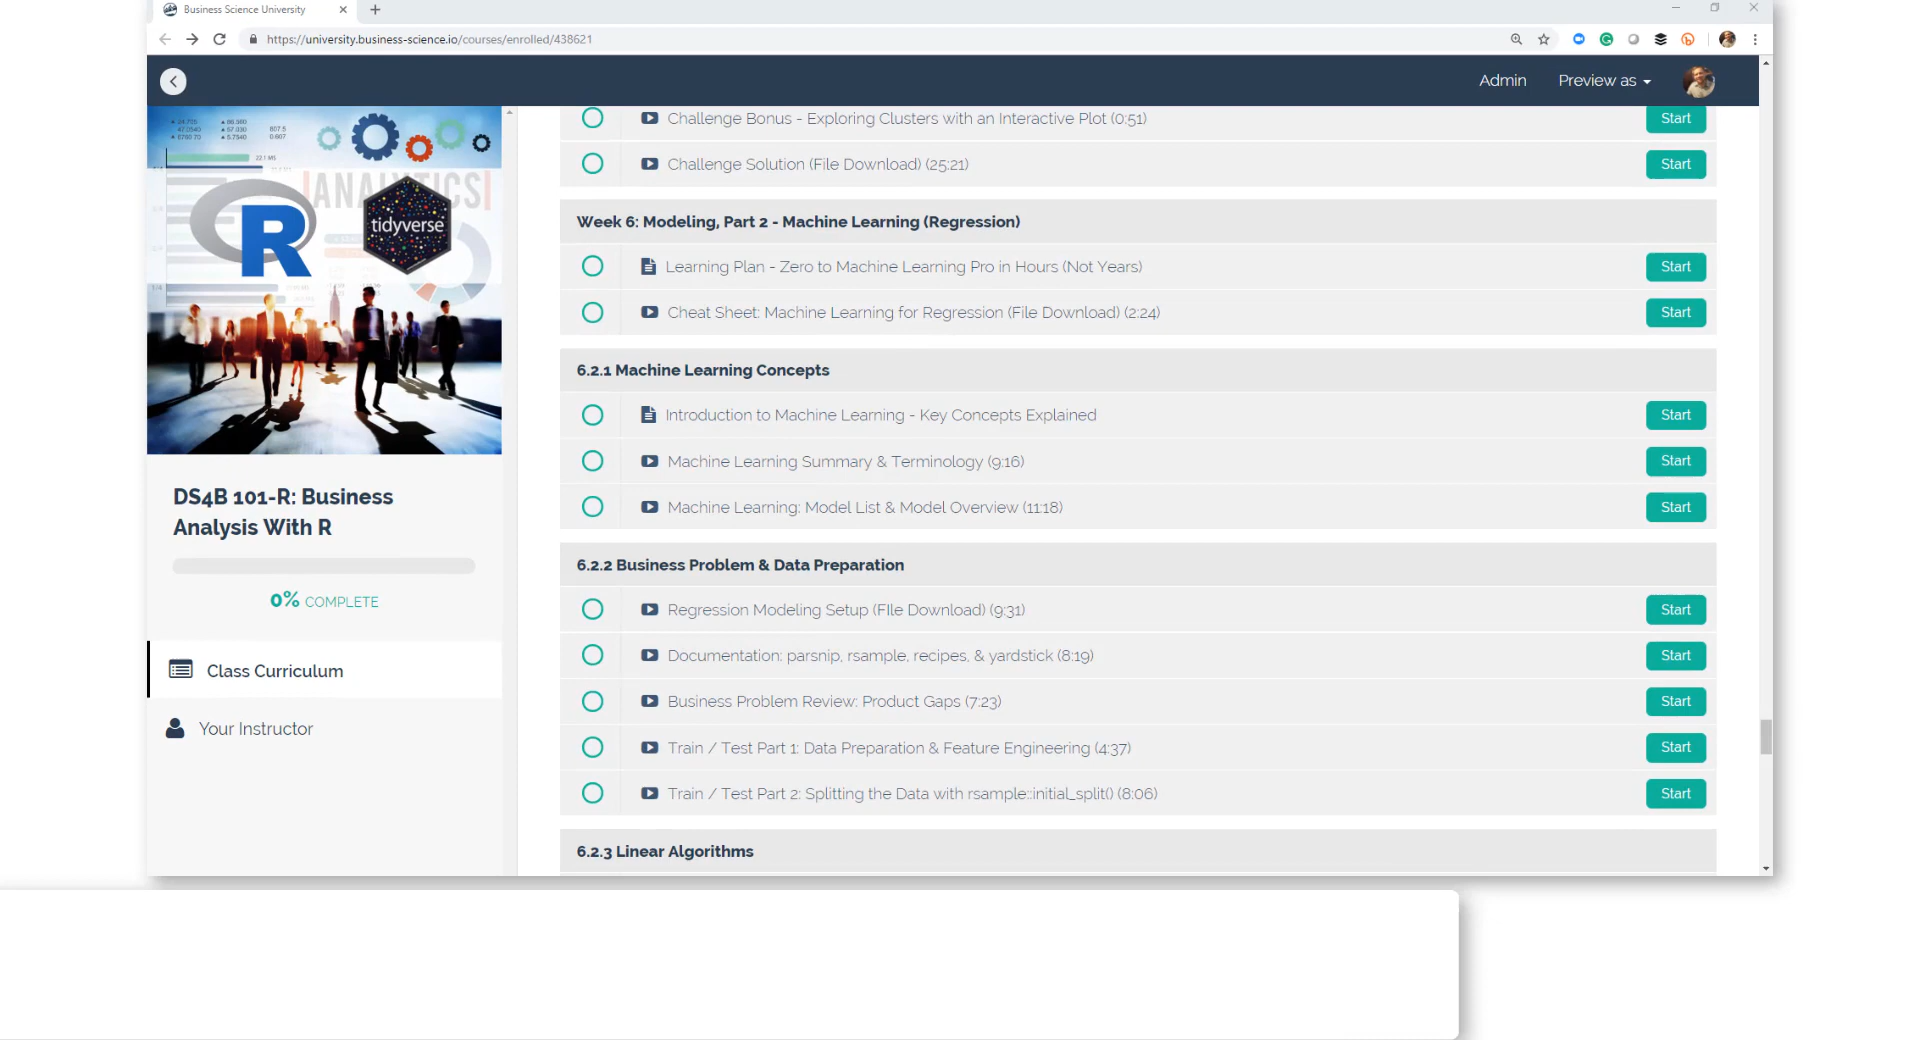 Business Science University
https://university.business-science.io/courses/enrolled/438621
Admin
Preview as
ANALYTICS
R
tidyverse
DS4B 101-R: Business
Analysis With R
0% COMPLETE
Class Curriculum
Your Instructor
Challenge Bonus - Exploring Clusters with an Interactive Plot (0:51)
Start
Challenge Solution (File Download) (25:21)
Start
Week 6: Modeling, Part 2 - Machine Learning (Regression)
Learning Plan - Zero to Machine Learning Pro in Hours (Not Years)
Start
Cheat Sheet: Machine Learning for Regression (File Download) (2:24)
Start
6.2.1 Machine Learning Concepts
Introduction to Machine Learning - Key Concepts Explained
Start
Machine Learning Summary & Terminology (9:16)
Start
Machine Learning: Model List & Model Overview (11:18)
Start
6.2.2 Business Problem & Data Preparation
Regression Modeling Setup (FIle Download) (9:31)
Start
Documentation: parsnip, rsample, recipes, & yardstick (8:19)
Start
Business Problem Review: Product Gaps (7:23)
Start
Train / Test Part 1: Data Preparation & Feature Engineering (4:37)
Start
Train / Test Part 2: Splitting the Data with rsample::initial_split() (8:06)
Start
6.2.3 Linear Algorithms